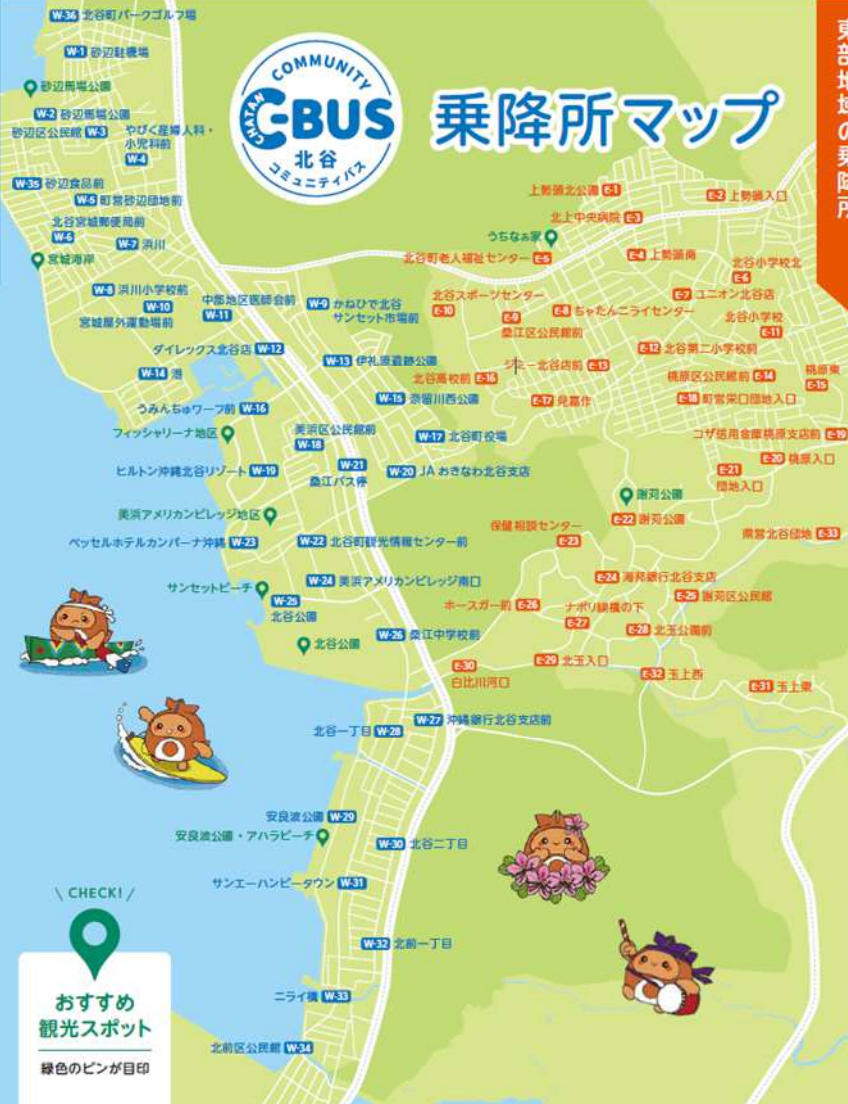 W-36 北谷町パークゴルフ場
COMMUNITY
CHATAN
C-BUS
北谷
コミュニティバス
乗降所マップ
東部地域の乗降所
W-1 砂辺駐機場
砂辺馬場公園
W-2 砂辺馬場公園
砂辺区公民館 W-3
やびく産婦人科・
小児科前
W-4
W-35 砂辺食品前
W-5 町営砂辺団地前
北谷宮城郵便局前
W-6
W-7 浜川
宮城海岸
W-8 浜川小学校前
W-10
宮城屋外運動場前
中部地区医師会前
W-11
W-9 かねひで北谷
サンセット市場前
ダイレックス北谷店 W-12
W-13 伊礼原遺跡公園
W-14 港
W-15 奈留川西公園
うみんちゅワーフ前 W-16
フィッシャリーナ地区
美浜区公民館前
W-18
W-17 北谷町役場
ヒルトン沖縄北谷リゾート W-19
W-21
桑江バス停
W-20 JAおきなわ北谷支店
美浜アメリカンビレッジ地区
ベッセルホテルカンパーナ沖縄 W-23
W-22 北谷町観光情報センター前
サンセットビーチ
W-24 美浜アメリカンビレッジ南口
W-25
北谷公園
北谷公園
W-26 桑江中学校前
W-27 沖縄銀行北谷支店前
北谷一丁目 W-28
安良波公園 W-29
安良波公園・アハラビーチ
W-30 北谷二丁目
サンエーハンビータウン W-31
W-32 北前一丁目
ニライ橋 W-33
北前区公民館 W-34
上勢頭北公園 E-1
E-2 上勢頭入口
北上中央病院 E-3
うちなぁ家
E-4 上勢頭南
北谷町老人福祉センター E-5
北谷小学校北
E-6
E-7 ユニオン北谷店
北谷スポーツセンター
E-10
E-8 ちゃたんニライセンター
E-9
桑江区公民館前
北谷小学校
E-11
E-12 北谷第二小学校前
ジミー北谷店前 E-13
桃原区公民館前 E-14
桃原東
E-15
北谷高校前 E-16
E-17 見嘉作
E-18 町営栄口団地入口
コザ信用金庫桃原支店前 E-19
E-20 桃原入口
E-21
団地入口
謝苅公園
E-22 謝苅公園
保健相談センター
E-23
県営北谷団地 E-33
E-24 海邦銀行北谷支店
E-25 謝苅区公民館
ホースガー前 E-26
ナポリ緑橋の下
E-27
E-28 北玉公園前
E-29 北玉入口
E-30
白比川河口
E-32 玉上西
E-31 玉上東
\ CHECK! /
おすすめ
観光スポット
緑色のピンが目印